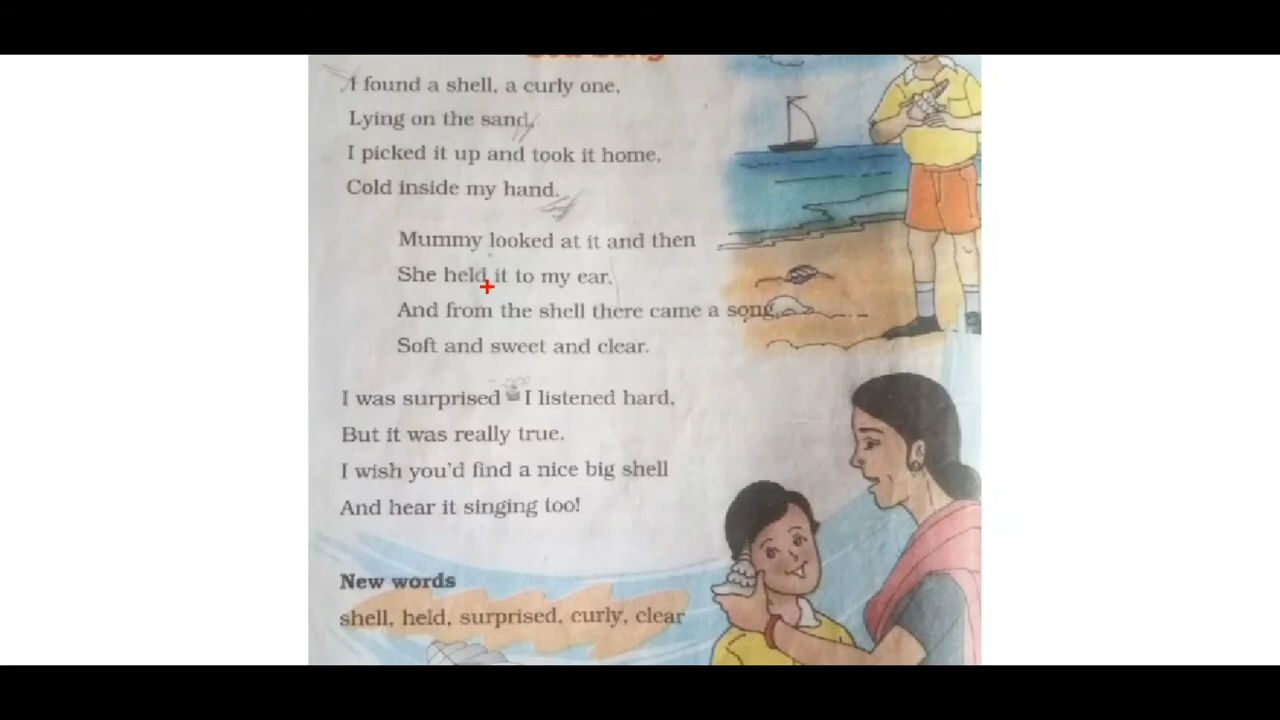 I found a shell, a curly one,
Lying on the sand,
I picked it up and took it home,
Cold inside my hand.
Mummy looked at it and then
She held it to my ear,
And from the shell there came a song
Soft and sweet and clear.
I was surprised I listened hard,
But it was really true.
I wish you'd find a nice big shell
And hear it singing too!
New words
shell, held, surprised, curly, clear